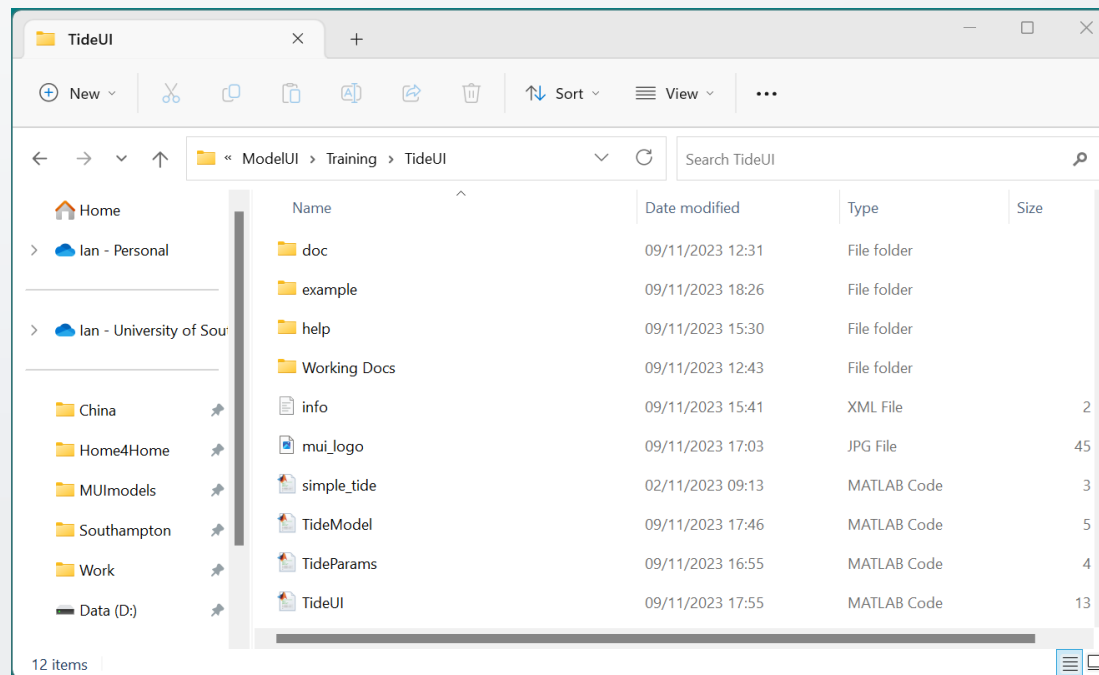 TideUI
New
Sort
View
« ModelUI > Training > TideUI
Search TideUI
Home
Ian - Personal
Ian - University of Sout
China
Home4Home
MUImodels
Southampton
Work
Data (D:)
Name Date modified Type Size
doc 09/11/2023 12:31 File folder
example 09/11/2023 18:26 File folder
help 09/11/2023 15:30 File folder
Working Docs 09/11/2023 12:43 File folder
info 09/11/2023 15:41 XML File 2
mui_logo 09/11/2023 17:03 JPG File 45
simple_tide 02/11/2023 09:13 MATLAB Code 3
TideModel 09/11/2023 17:46 MATLAB Code 5
TideParams 09/11/2023 16:55 MATLAB Code 4
TideUI 09/11/2023 17:55 MATLAB Code 13
12 items